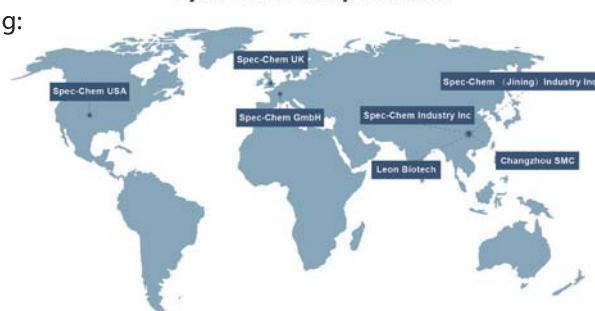 g:
Spec-Chem UK
Spec-Chem （Jining）Industry Inc
Spec-Chem USA
Spec-Chem GmbH
Spec-Chem Industry Inc
Changzhou SMC
Leon Biotech